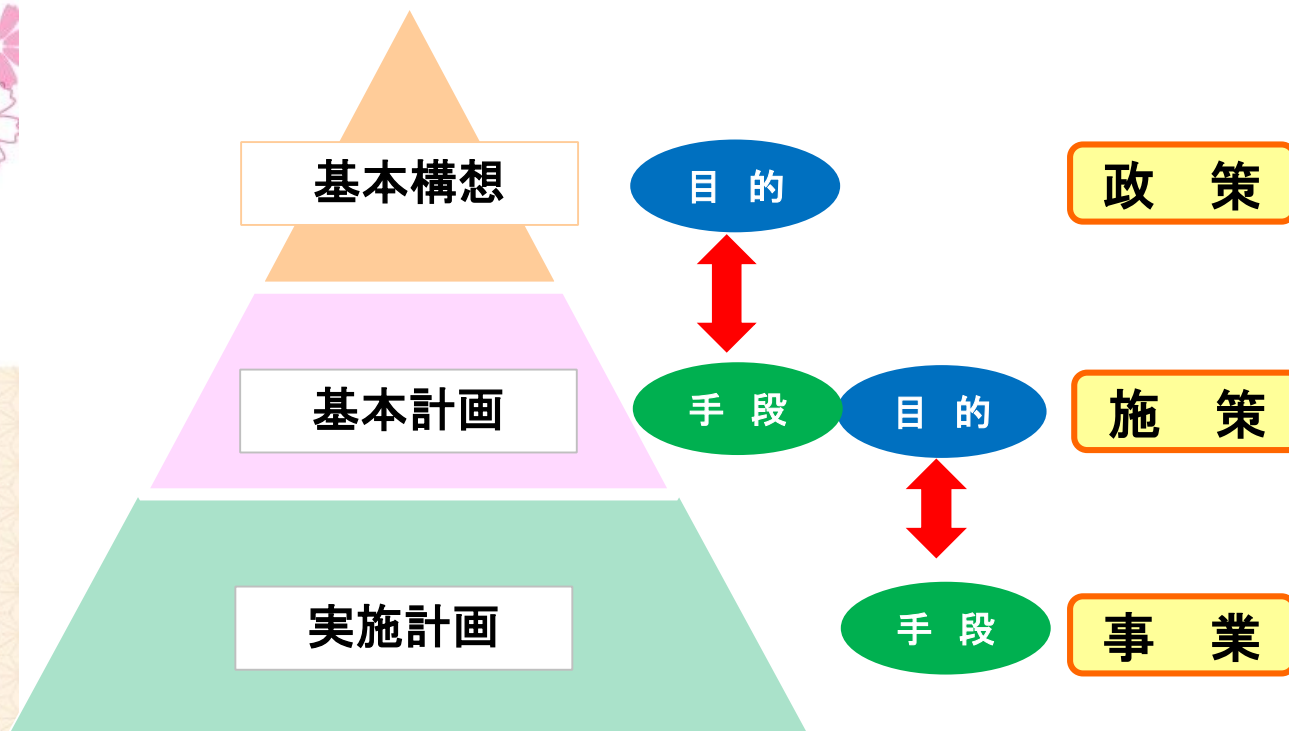 基本構想
目 的
政 策
基本計画
手 段
目 的
施 策
実施計画
手 段
事 業